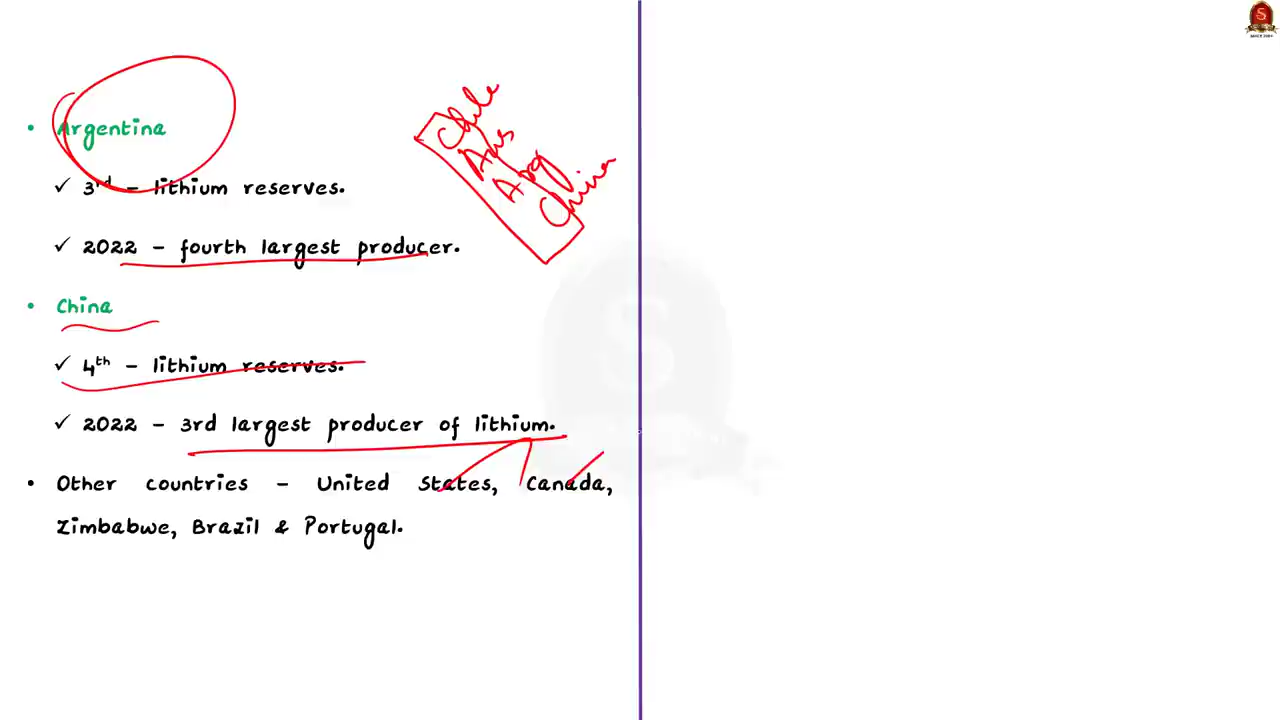 • Argentina
✓ 3rd – lithium reserves.
✓ 2022 – fourth largest producer.
• China
✓ 4th – lithium reserves.
✓ 2022 – 3rd largest producer of lithium.
• Other countries – United States, Canada,
Zimbabwe, Brazil & Portugal.
Chile
Aus
Arg
China
S